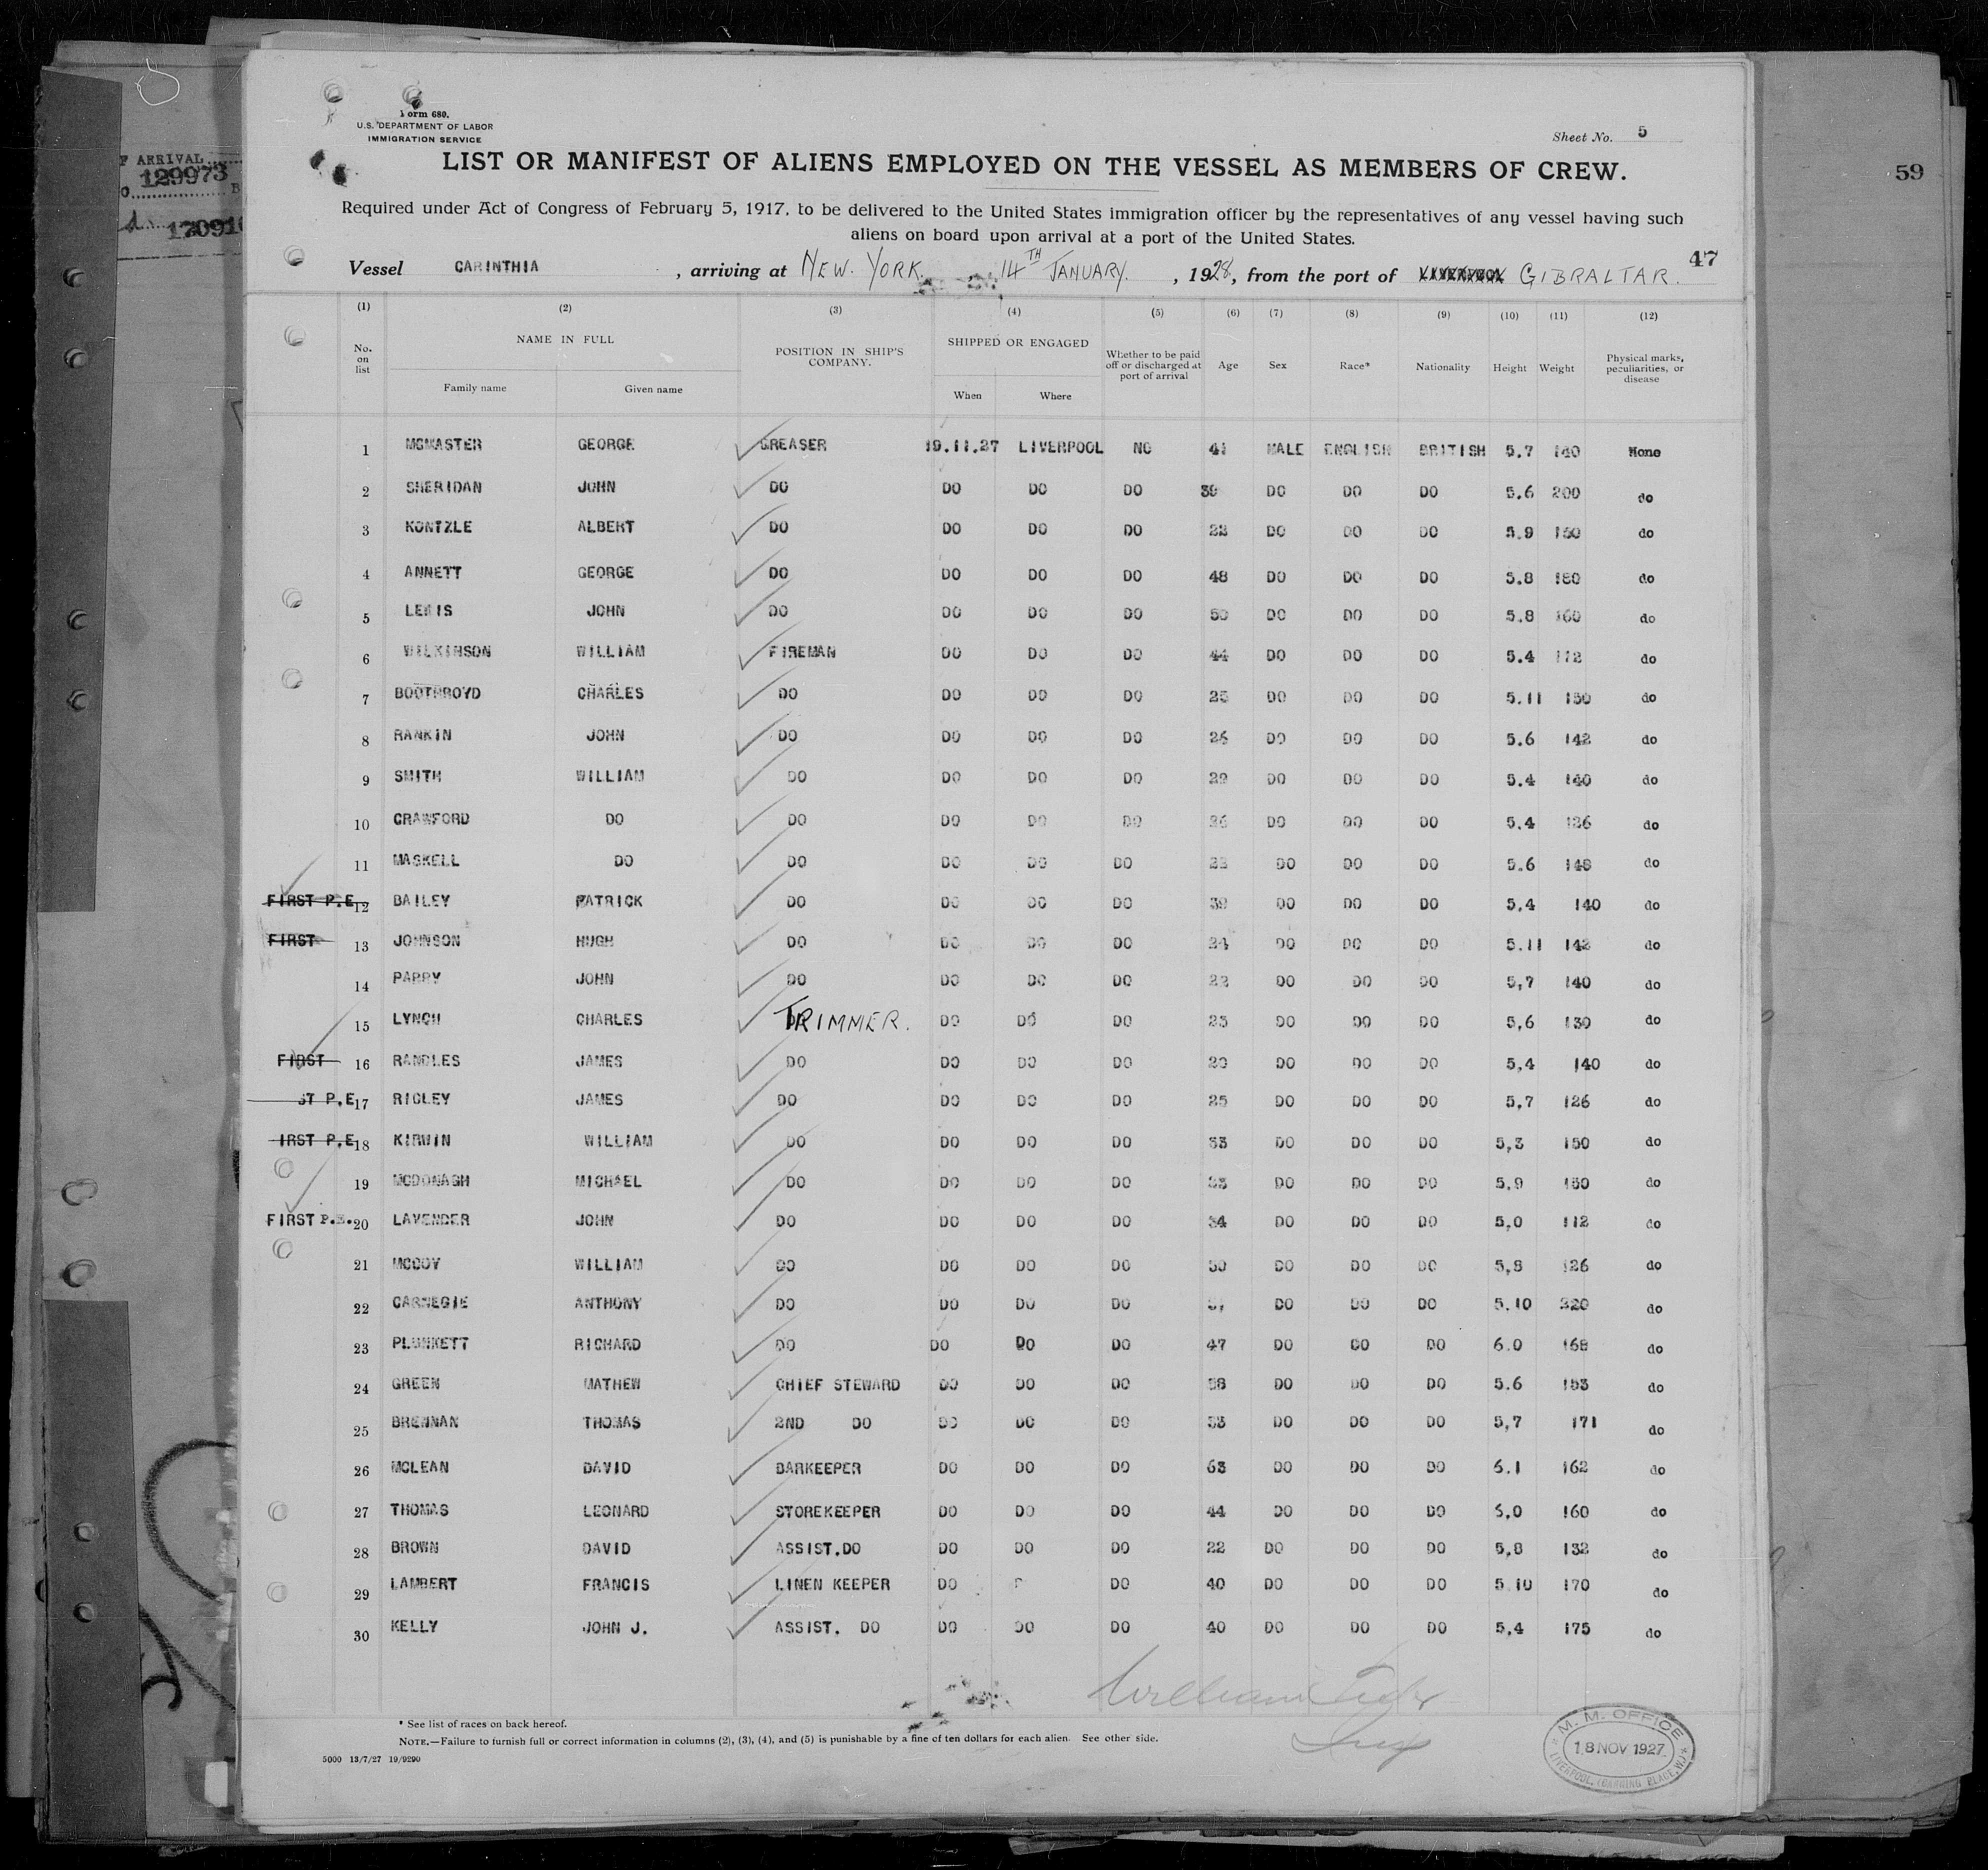 Form 680.
U.S. DEPARTMENT OF LABOR
IMMIGRATION SERVICE
Sheet No. 5
LIST OR MANIFEST OF ALIENS EMPLOYED ON THE VESSEL AS MEMBERS OF CREW.
Required under Act of Congress of February 5, 1917, to be delivered to the United States immigration officer by the representatives of any vessel having such
aliens on board upon arrival at a port of the United States.
F ARRIVAL
129973
17091
59
47
Vessel CARINTHIA, arriving at NEW. YORK. 14TH JANUARY., 1928, from the port of LIVERPOOL GIBRALTAR.
(1) (2) (3) (4) (5) (6) (7) (8) (9) (10) (11) (12)
No. on list NAME IN FULL Family name Given name POSITION IN SHIP'S COMPANY. SHIPPED OR ENGAGED When Where Whether to be paid off or discharged at port of arrival Age Sex Race* Nationality Height Weight Physical marks, peculiarities, or disease
1 MCMASTER GEORGE GREASER 19.11.27 LIVERPOOL NO 41 MALE ENGLISH BRITISH 5.7 140 None
2 SHERIDAN JOHN DO DO DO DO DO DO DO 5.6 200 do
3 KONTZLE ALBERT DO DO DO DO DO DO DO 5.9 do
4 ANNETT GEORGE DO DO DO DO 48 DO DO DO 5.8 180 do
5 LEWIS JOHN DO DO DO DO 50 DO DO DO 5.8 160 do
6 WILKINSON WILLIAM FIREMAN DO DO DO 44 DO DO DO 5.4 112 do
7 BOOTHROYD CHARLES DO DO DO DO 25 DO DO DO 5.11 150 do
8 RANKIN JOHN DO DO DO DO 26 DO DO DO 5.6 142 do
9 SMITH WILLIAM DO DO DO DO DO DO DO 5.4 140 do
10 CRAWFORD DO DO DO DO DO DO DO DO 5.4 do
11 MASKELL DO DO DO DO DO DO DO DO 5.6 148 do
FIRST P.E. 12 BAILEY PATRICK DO DO DO DO 39 DO DO DO 5.4 140 do
FIRST 13 JOHNSON HUGH DO DO DO DO DO DO DO 5.11 142 do
14 PARRY JOHN DO DO DO DO DO DO DO 5,7 140 do
15 LYNCH CHARLES TRIMMER. DO DO DO DO DO DO 5,6 130 do
FIRST 16 RANDLES JAMES DO DO DO DO DO DO DO 5,4 140 do
ST P.E 17 RIGLEY JAMES DO DO DO DO 25 DO DO DO 5,7 126 do
IRST P.E 18 KIRWIN WILLIAM DO DO DO DO 33 DO DO DO 5,3 150 do
19 MCDONAGH MICHAEL DO DO DO DO DO DO DO 5,9 do
FIRST P.E. 20 LAVENDER JOHN DO DO DO DO 34 DO DO DO 5,0 112 do
21 MCCOY WILLIAM DO DO DO DO DO DO DO 5,8 126 do
22 CARNEGIE ANTHONY DO DO DO DO DO DO DO 5.10 220 do
23 PLUNKETT RICHARD DO DO DO DO 47 DO DO DO 6.0 168 do
24 GREEN MATHEW CHIEF STEWARD DO DO DO DO DO DO 5.6 153 do
25 BRENNAN THOMAS 2ND DO DO DO DO DO DO DO 5,7 171 do
26 MCLEAN DAVID BARKEEPER DO DO DO 63 DO DO DO 162 do
27 THOMAS LEONARD STOREKEEPER DO DO DO 44 DO DO DO 160 do
28 BROWN DAVID ASSIST.DO DO DO DO 22 DO DO DO 5,8 132 do
29 LAMBERT FRANCIS LINEN KEEPER DO DO 40 DO DO DO 5 10 170 do
30 KELLY JOHN J. ASSIST. DO DO DO DO 40 DO DO DO 5,4 175 do
William
* See list of races on back hereof.
NOTE.—Failure to furnish full or correct information in columns (2), (3), (4), and (5) is punishable by a fine of ten dollars for each alien. See other side.
5000 13/7/27 19/9290
M. M. OFFICE
18 NOV 1927
LIVERPOOL, (CANNING PLACE, W.)